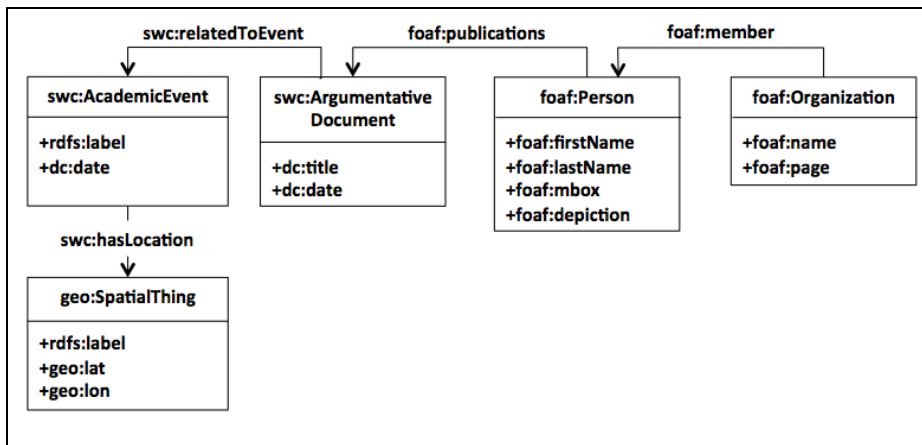 swc:relatedToEvent
foaf:publications
foaf:member
swc:AcademicEvent
+rdfs:label
+dc:date
swc:Argumentative
Document
+dc:title
+dc:date
foaf:Person
+foaf:firstName
+foaf:lastName
+foaf:mbox
+foaf:depiction
foaf:Organization
+foaf:name
+foaf:page
swc:hasLocation
geo:SpatialThing
+rdfs:label
+geo:lat
+geo:lon